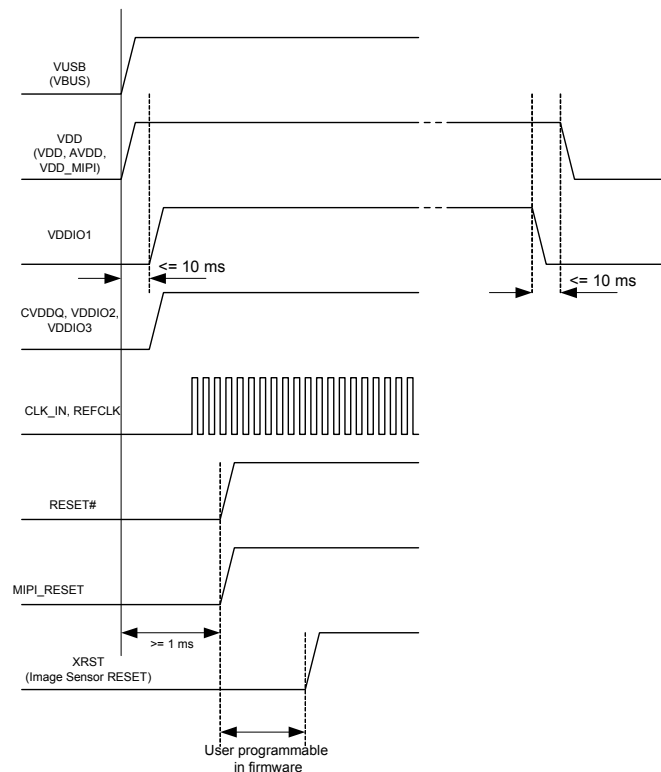 VUSB
(VBUS)
VDD
(VDD, AVDD,
VDD_MIPI)
VDDIO1
<= 10 ms
<= 10 ms
CVDDQ, VDDIO2,
VDDIO3
CLK_IN, REFCLK
RESET#
MIPI_RESET
>= 1 ms
XRST
(Image Sensor RESET)
User programmable
in firmware